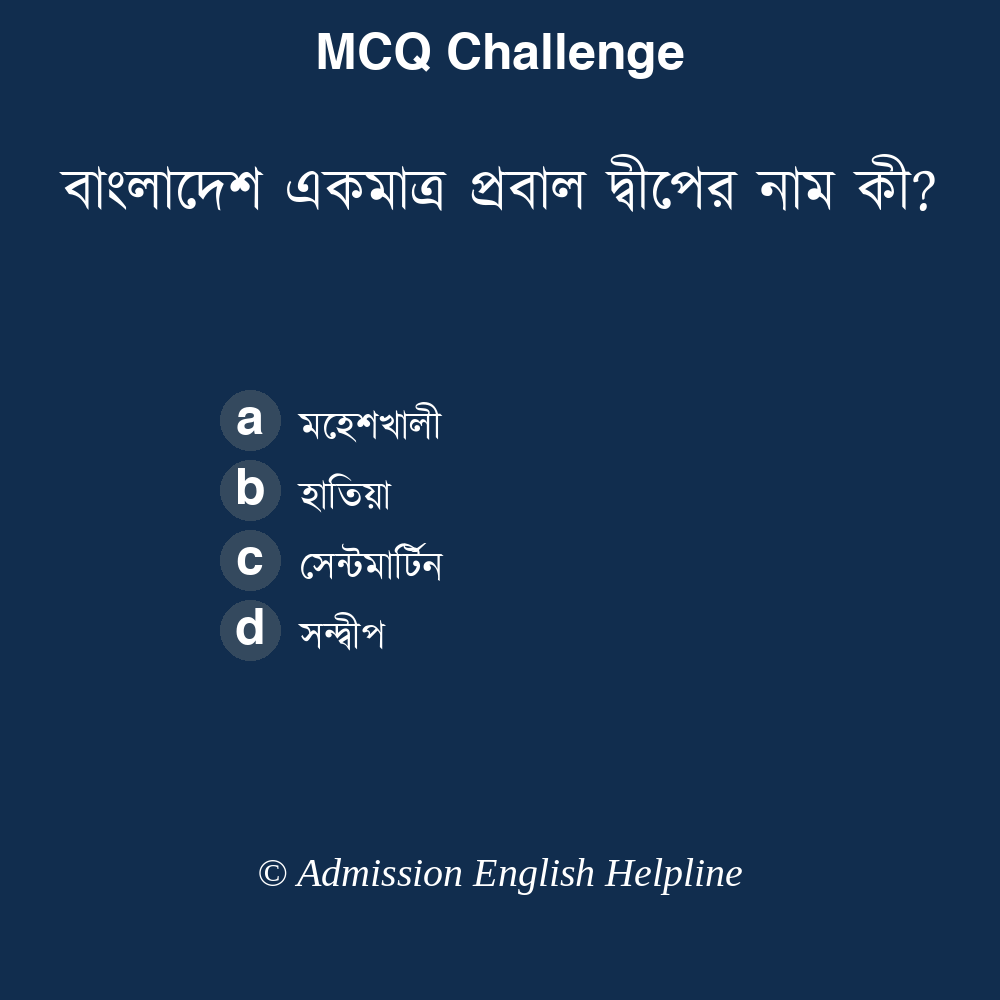 MCQ Challenge
বাংলাদেশ একমাত্র প্রবাল দ্বীপের নাম কী?
a মহেশখালী
b হাতিয়া
c সেন্টমার্টিন
d সন্দ্বীপ
© Admission English Helpline